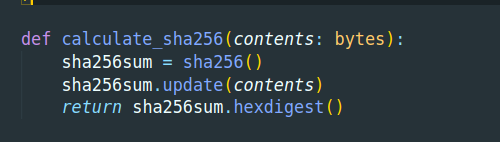 def calculate_sha256(contents: bytes):
    sha256sum = sha256()
    sha256sum.update(contents)
    return sha256sum.hexdigest()